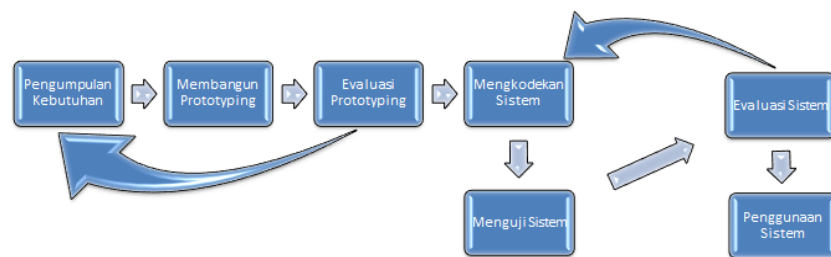 Pengumpulan
Kebutuhan
Membangun
Prototyping
Evaluasi
Prototyping
Mengkodekan
Sistem
Menguji Sistem
Evaluasi Sistem
Penggunaan
Sistem